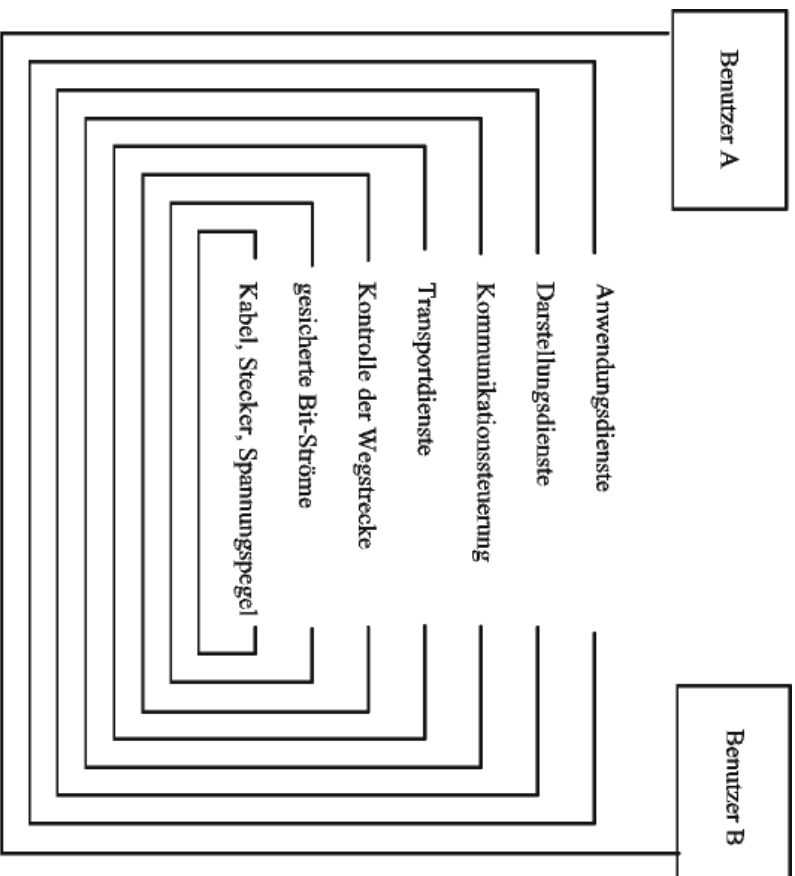 Benutzer A
Benutzer B
Anwendungsdienste
Darstellungsdienste
Kommunikationssteuerung
Transportdienste
Kontrolle der Wegstrecke
gesicherte Bit-Ströme
Kabel, Stecker, Spannungspegel